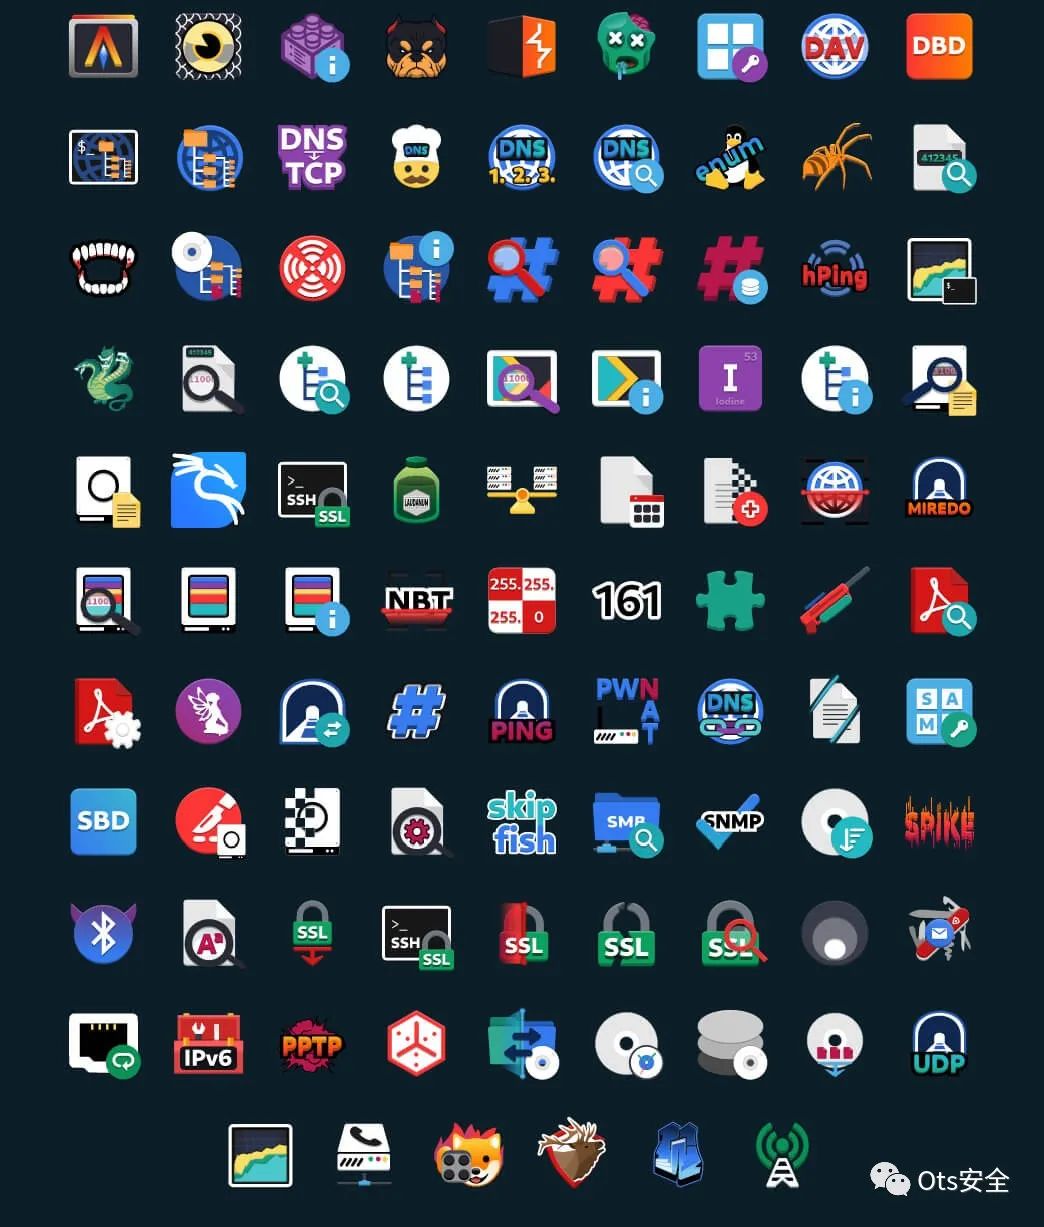 DAV
DBD
$_
DNS
TCP
DNS
DNS
1. 2. 3.
DNS
enum
412345
hPing
$_
412345
1100
1100
53
I
Iodine
>_
SSH
SSL
LAUDANUM
MIREDO
1100
NBT
255. 255.
255. 0
161
PING
PWN
A
T
DNS
S A
M
SBD
skip
fish
SMB
SNMP
SPIKE
A
SSL
>_
SSH
SSL
SSL
SSL
SSL
IPv6
PPTP
UDP
Ots安全